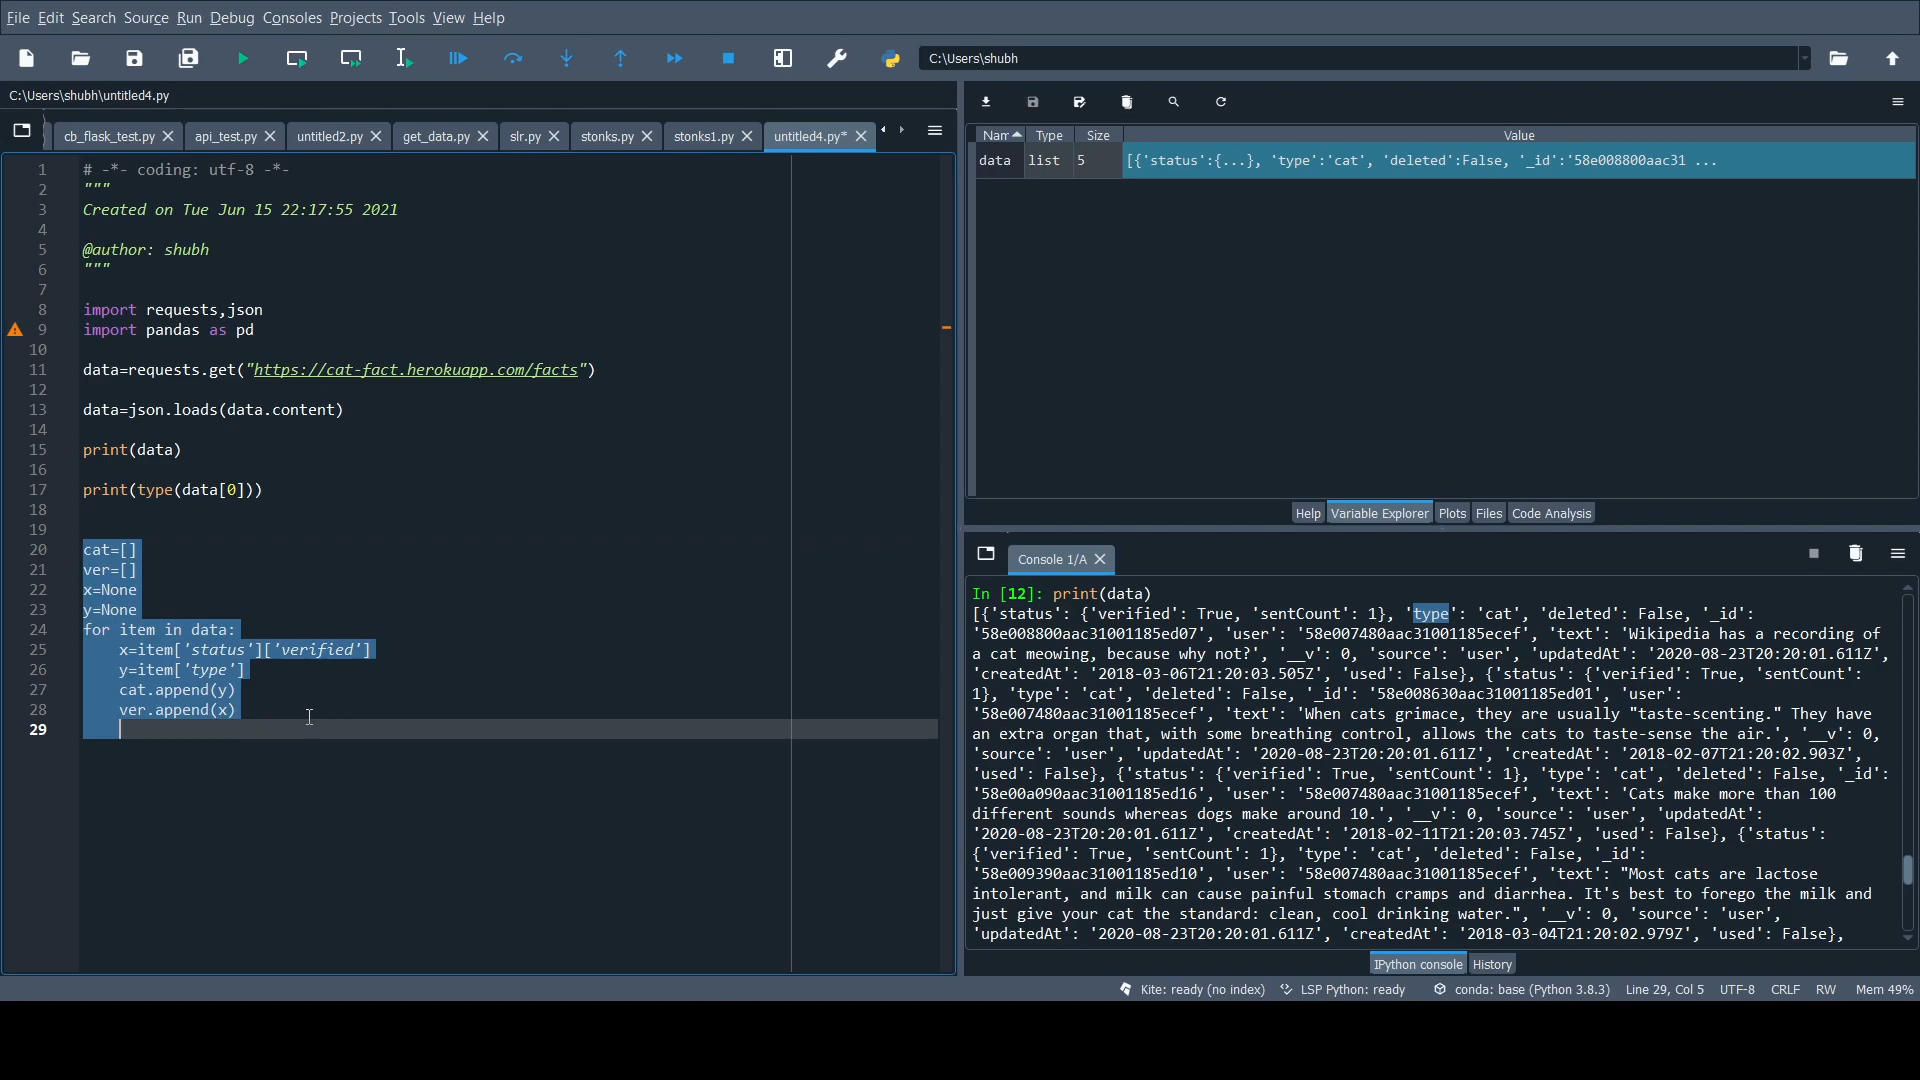 File Edit Search Source Run Debug Consoles Projects Tools View Help
C:\Users\shubh
C:\Users\shubh\untitled4.py
cb_flask_test.py api_test.py untitled2.py get_data.py slr.py stonks.py stonks1.py untitled4.py*
1 # -*- coding: utf-8 -*-
2 """
3 Created on Tue Jun 15 22:17:55 2021
4
5 @author: shubh
6 """
7
8 import requests,json
9 import pandas as pd
10
11 data=requests.get("https://cat-fact.herokuapp.com/facts")
12
13 data=json.loads(data.content)
14
15 print(data)
16
17 print(type(data[0]))
18
19
20 cat=[]
21 ver=[]
22 x=None
23 y=None
24 for item in data:
25 x=item['status']['verified']
26 y=item['type']
27 cat.append(y)
28 ver.append(x)
29
Nam Type Size Value
data list 5 [{'status':{...}, 'type':'cat', 'deleted':False, '_id':'58e008800aac31 ...
Help Variable Explorer Plots Files Code Analysis
Console 1/A
In [12]: print(data)
[{'status': {'verified': True, 'sentCount': 1}, 'type': 'cat', 'deleted': False, '_id':
'58e008800aac31001185ed07', 'user': '58e007480aac31001185ecef', 'text': 'Wikipedia has a recording of
a cat meowing, because why not?', '__v': 0, 'source': 'user', 'updatedAt': '2020-08-23T20:20:01.611Z',
'createdAt': '2018-03-06T21:20:03.505Z', 'used': False}, {'status': {'verified': True, 'sentCount':
1}, 'type': 'cat', 'deleted': False, '_id': '58e008630aac31001185ed01', 'user':
'58e007480aac31001185ecef', 'text': 'When cats grimace, they are usually "taste-scenting." They have
an extra organ that, with some breathing control, allows the cats to taste-sense the air.', '__v': 0,
'source': 'user', 'updatedAt': '2020-08-23T20:20:01.611Z', 'createdAt': '2018-02-07T21:20:02.903Z',
'used': False}, {'status': {'verified': True, 'sentCount': 1}, 'type': 'cat', 'deleted': False, '_id':
'58e00a090aac31001185ed16', 'user': '58e007480aac31001185ecef', 'text': 'Cats make more than 100
different sounds whereas dogs make around 10.', '__v': 0, 'source': 'user', 'updatedAt':
'2020-08-23T20:20:01.611Z', 'createdAt': '2018-02-11T21:20:03.745Z', 'used': False}, {'status':
{'verified': True, 'sentCount': 1}, 'type': 'cat', 'deleted': False, '_id':
'58e009390aac31001185ed10', 'user': '58e007480aac31001185ecef', 'text': "Most cats are lactose
intolerant, and milk can cause painful stomach cramps and diarrhea. It's best to forego the milk and
just give your cat the standard: clean, cool drinking water.", '__v': 0, 'source': 'user',
'updatedAt': '2020-08-23T20:20:01.611Z', 'createdAt': '2018-03-04T21:20:02.979Z', 'used': False},
IPython console History
Kite: ready (no index) LSP Python: ready conda: base (Python 3.8.3) Line 29, Col 5 UTF-8 CRLF RW Mem 49%